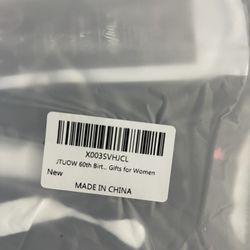 X003SVHJCL
JTUOW 60th Birt... Gifts for Women
New
MADE IN CHINA